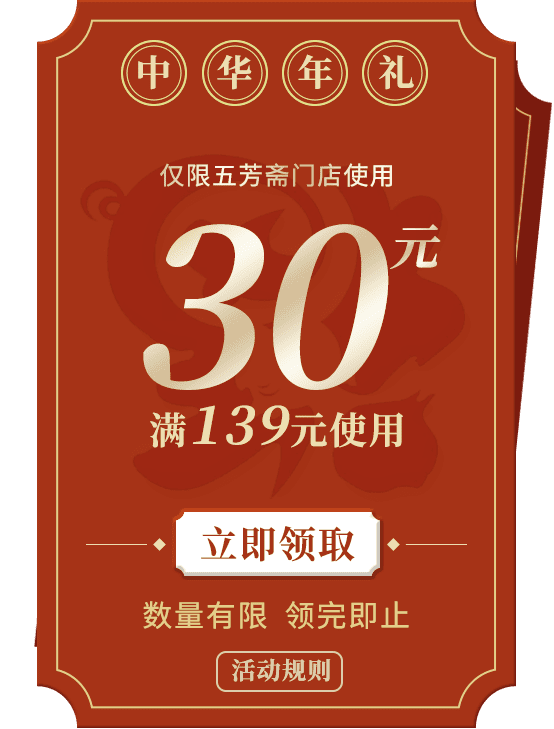 中华年礼
仅限五芳斋门店使用
30元
满139元使用
立即领取
数量有限 领完即止
活动规则